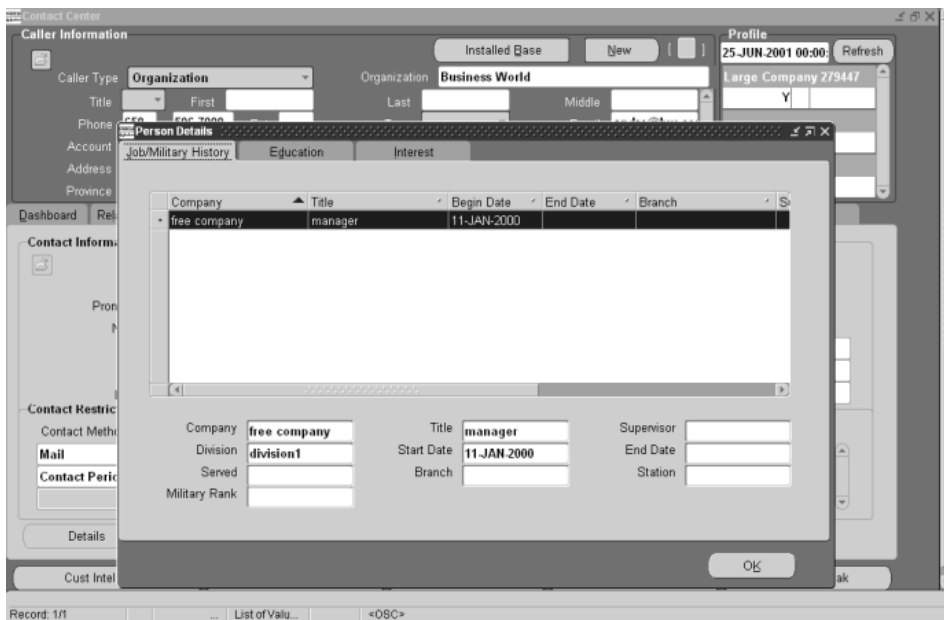 Contact Center
Caller Information
Profile
Installed Base
New
[ ]
25-JUN-2001 00:00:
Refresh
Caller Type
Organization
Organization
Business World
Large Company 279447
Title
First
Last
Middle
Y
Phone
Person Details
Account
Job/Military History
Education
Interest
Address
Province
Company
Title
Begin Date
End Date
Branch
Dashboard
free company
manager
11-JAN-2000
Contact Informa
Contact Restric
Company
free company
Title
manager
Supervisor
Contact Metho
Division
division1
Start Date
11-JAN-2000
End Date
Mail
Served
Branch
Station
Contact Peric
Military Rank
Details
OK
Cust Intel
ak
Record: 1/1
...
List of Valu...
<OSC>